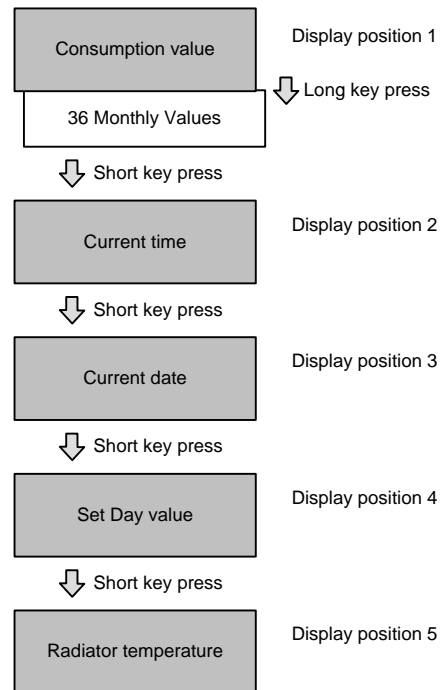 Consumption value
Display position 1
Long key press
36 Monthly Values
Short key press
Current time
Display position 2
Short key press
Current date
Display position 3
Short key press
Set Day value
Display position 4
Short key press
Radiator temperature
Display position 5